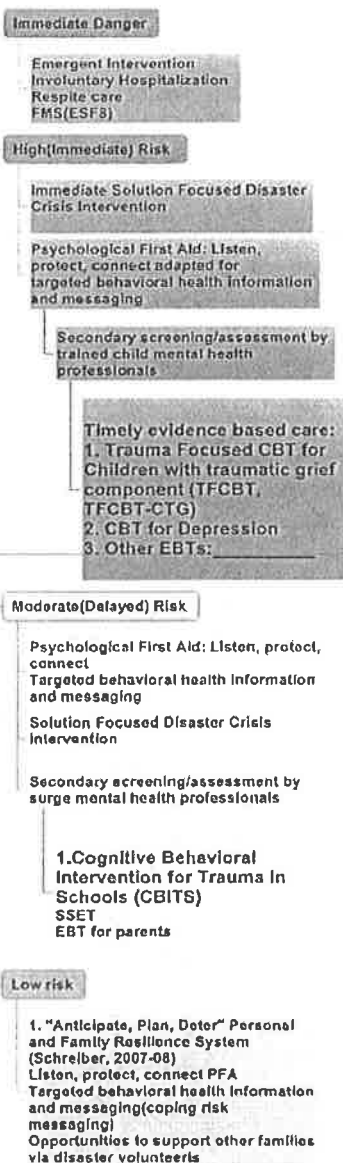 Immediate Danger
Emergent Intervention
Involuntary Hospitalization
Respite care
FMS(ESF8)
High(Immediate) Risk
Immediate Solution Focused Disaster
Crisis Intervention
Psychological First Aid: Listen,
protect, connect adapted for
targeted behavioral health information
and messaging
Secondary screening/assessment by
trained child mental health
professionals
Timely evidence based care:
1. Trauma Focused CBT for
Children with traumatic grief
component (TFCBT,
TFCBT-CTG)
2. CBT for Depression
3. Other EBTs:__________
Moderate(Delayed) Risk
Psychological First Aid: Listen, protect,
connect
Targeted behavioral health information
and messaging
Solution Focused Disaster Crisis
Intervention
Secondary screening/assessment by
surge mental health professionals
1.Cognitive Behavioral
Intervention for Trauma in
Schools (CBITS)
SSET
EBT for parents
Low risk
1. "Anticipate, Plan, Deter" Personal
and Family Resilience System
(Schreiber, 2007-08)
Listen, protect, connect PFA
Targeted behavioral health information
and messaging(coping risk
messaging)
Opportunities to support other families
via disaster volunteers